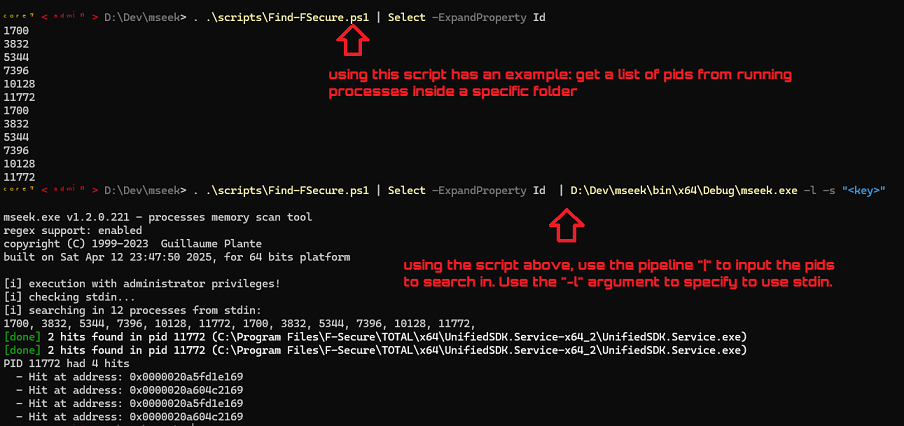 core7 < admin > D:\Dev\mseek> . .\scripts\Find-FSecure.ps1 | Select -ExpandProperty Id
1700
3832
5344
7396
10128
11772
1700
3832
5344
7396
10128
11772
using this script has an example: get a list of pids from running
processes inside a specific folder
core7 < admin > D:\Dev\mseek> . .\scripts\Find-FSecure.ps1 | Select -ExpandProperty Id  | D:\Dev\mseek\bin\x64\Debug\mseek.exe -l -s "<key>"
mseek.exe v1.2.0.221 - processes memory scan tool
regex support: enabled
copyright (C) 1999-2023  Guillaume Plante
built on Sat Apr 12 23:47:50 2025, for 64 bits platform
using the script above, use the pipeline "|" to input the pids
to search in. Use the "-l" argument to specify to use stdin.
[i] execution with administrator privileges!
[i] checking stdin...
[i] searching in 12 processes from stdin:
1700, 3832, 5344, 7396, 10128, 11772, 1700, 3832, 5344, 7396, 10128, 11772,
[done] 2 hits found in pid 11772 (C:\Program Files\F-Secure\TOTAL\x64\UnifiedSDK.Service-x64_2\UnifiedSDK.Service.exe)
[done] 2 hits found in pid 11772 (C:\Program Files\F-Secure\TOTAL\x64\UnifiedSDK.Service-x64_2\UnifiedSDK.Service.exe)
PID 11772 had 4 hits
  - Hit at address: 0x0000020a5fd1e169
  - Hit at address: 0x0000020a604c2169
  - Hit at address: 0x0000020a5fd1e169
  - Hit at address: 0x0000020a604c2169